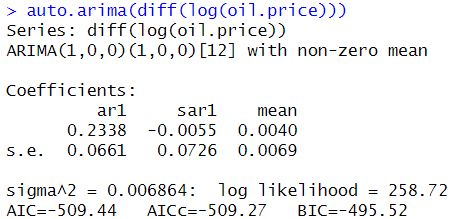 > auto.arima(diff(log(oil.price)))
Series: diff(log(oil.price))
ARIMA(1,0,0)(1,0,0)[12] with non-zero mean
Coefficients:
ar1 sar1 mean
0.2338 -0.0055 0.0040
s.e. 0.0661 0.0726 0.0069
sigma^2 = 0.006864: log likelihood = 258.72
AIC=-509.44 AICc=-509.27 BIC=-495.52